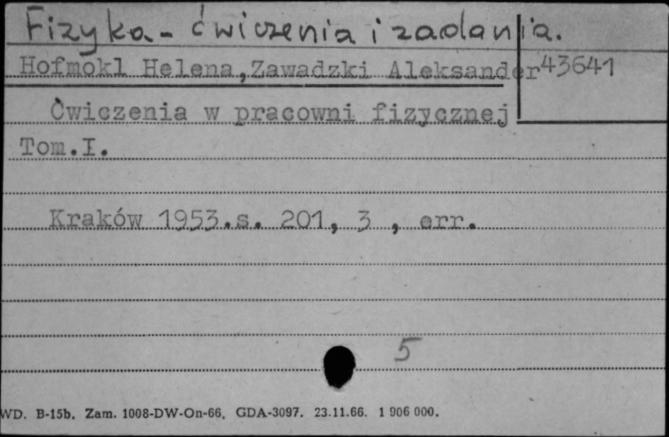 Fizyka - ćwiczenia i zadania.
Hofmokl Helena, Zawadzki Aleksander 43641
Ćwiczenia w pracowni fizycznej
Tom.I.
Kraków 1953.s. 201, 3 , err.
5
WD. B-15b. Zam. 1008-DW-On-66. GDA-3097. 23.11.66. 1 906 000.